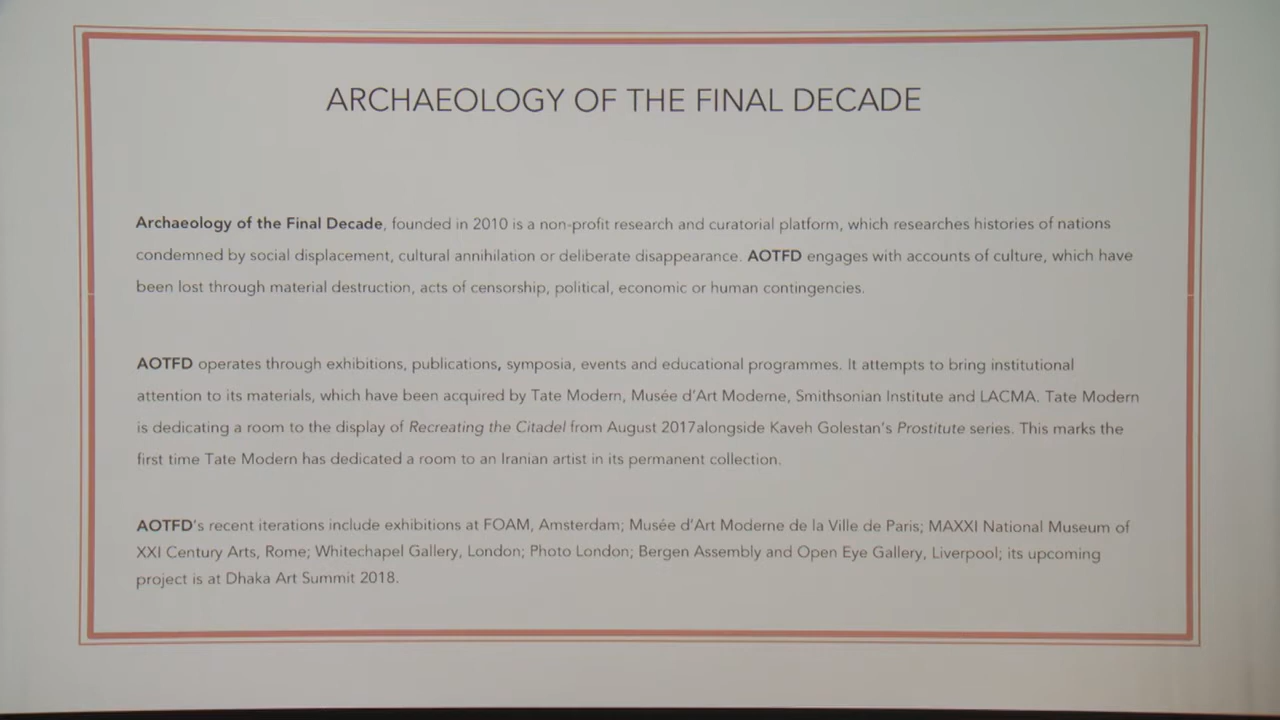 ARCHAEOLOGY OF THE FINAL DECADE
Archaeology of the Final Decade, founded in 2010 is a non-profit research and curatorial platform, which researches histories of nations
condemned by social displacement, cultural annihilation or deliberate disappearance. AOTFD engages with accounts of culture, which have
been lost through material destruction, acts of censorship, political, economic or human contingencies.
AOTFD operates through exhibitions, publications, symposia, events and educational programmes. It attempts to bring institutional
attention to its materials, which have been acquired by Tate Modern, Musée d'Art Moderne, Smithsonian Institute and LACMA. Tate Modern
is dedicating a room to the display of Recreating the Citadel from August 2017alongside Kaveh Golestan's Prostitute series. This marks the
first time Tate Modern has dedicated a room to an Iranian artist in its permanent collection.
AOTFD's recent iterations include exhibitions at FOAM, Amsterdam; Musée d'Art Moderne de la Ville de Paris; MAXXI National Museum of
XXI Century Arts, Rome; Whitechapel Gallery, London; Photo London; Bergen Assembly and Open Eye Gallery, Liverpool; its upcoming
project is at Dhaka Art Summit 2018.